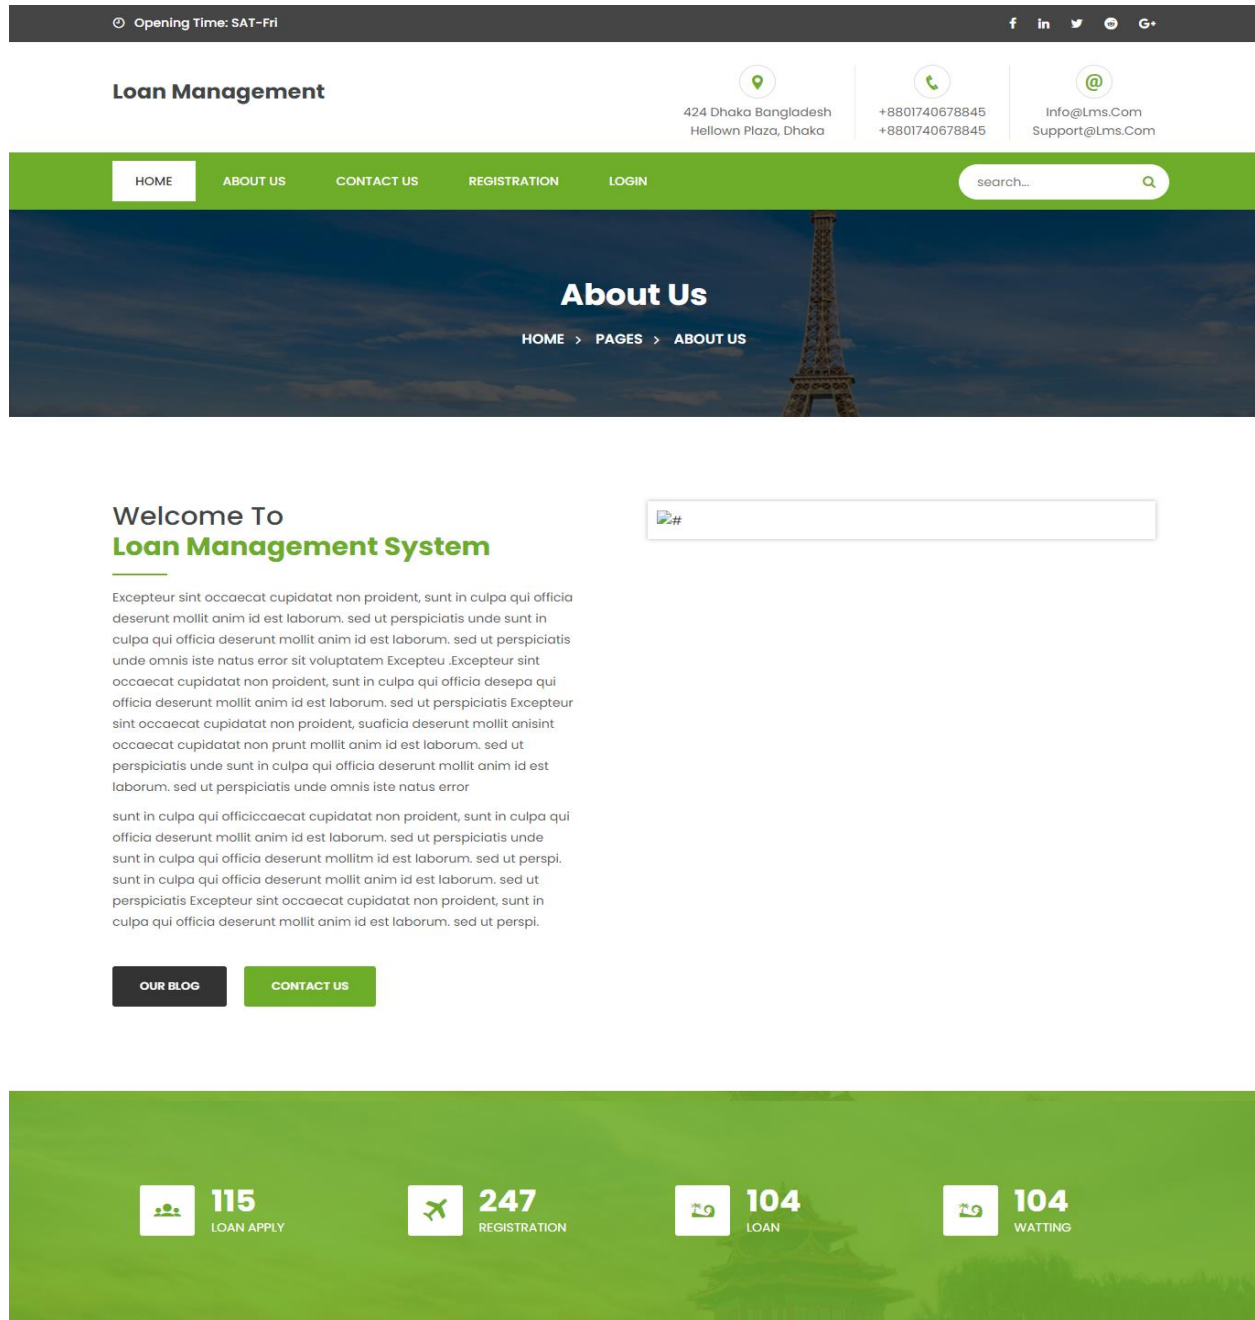 Opening Time: SAT-Fri
Loan Management
424 Dhaka Bangladesh
Hellown Plaza, Dhaka
+8801740678845
+8801740678845
Info@Lms.Com
Support@Lms.Com
HOME ABOUT US CONTACT US REGISTRATION LOGIN
search...
About Us
HOME > PAGES > ABOUT US
Welcome To
Loan Management System
Excepteur sint occaecat cupidatat non proident, sunt in culpa qui officia
deserunt mollit anim id est laborum. sed ut perspiciatis unde sunt in
culpa qui officia deserunt mollit anim id est laborum. sed ut perspiciatis
unde omnis iste natus error sit voluptatem Excepteu .Excepteur sint
occaecat cupidatat non proident, sunt in culpa qui officia desepa qui
officia deserunt mollit anim id est laborum. sed ut perspiciatis Excepteur
sint occaecat cupidatat non proident, suaficia deserunt mollit anisint
occaecat cupidatat non prunt mollit anim id est laborum. sed ut
perspiciatis unde sunt in culpa qui officia deserunt mollit anim id est
laborum. sed ut perspiciatis unde omnis iste natus error
sunt in culpa qui officiccaecat cupidatat non proident, sunt in culpa qui
officia deserunt mollit anim id est laborum. sed ut perspiciatis unde
sunt in culpa qui officia deserunt mollitm id est laborum. sed ut perspi.
sunt in culpa qui officia deserunt mollit anim id est laborum. sed ut
perspiciatis Excepteur sint occaecat cupidatat non proident, sunt in
culpa qui officia deserunt mollit anim id est laborum. sed ut perspi.
#
OUR BLOG CONTACT US
115
LOAN APPLY
247
REGISTRATION
104
LOAN
104
WATTING